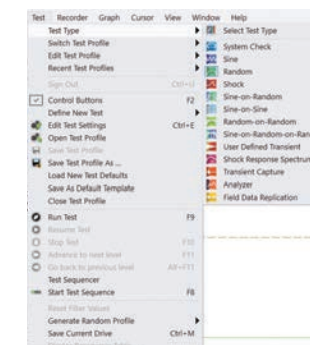 Test Recorder Graph Cursor View Window Help
Test Type
Switch Test Profile
Edit Test Profile
Recent Test Profiles
Sign Out Ctrl+U
Control Buttons F2
Define New Test
Edit Test Settings Ctrl+E
Open Test Profile
Save Test Profile
Save Test Profile As ...
Load New Test Defaults
Save As Default Template
Close Test Profile
Run Test F9
Resume Test
Stop Test F10
Advance to next level F11
Go back to previous level Alt+F11
Test Sequencer
Start Test Sequence F8
Reset Filter Values
Generate Random Profile
Save Current Drive Ctrl+M
Select Test Type
System Check
Sine
Random
Shock
Sine-on-Random
Sine-on-Sine
Random-on-Random
Sine-on-Random-on-Ran
User Defined Transient
Shock Response Spectrum
Transient Capture
Analyzer
Field Data Replication